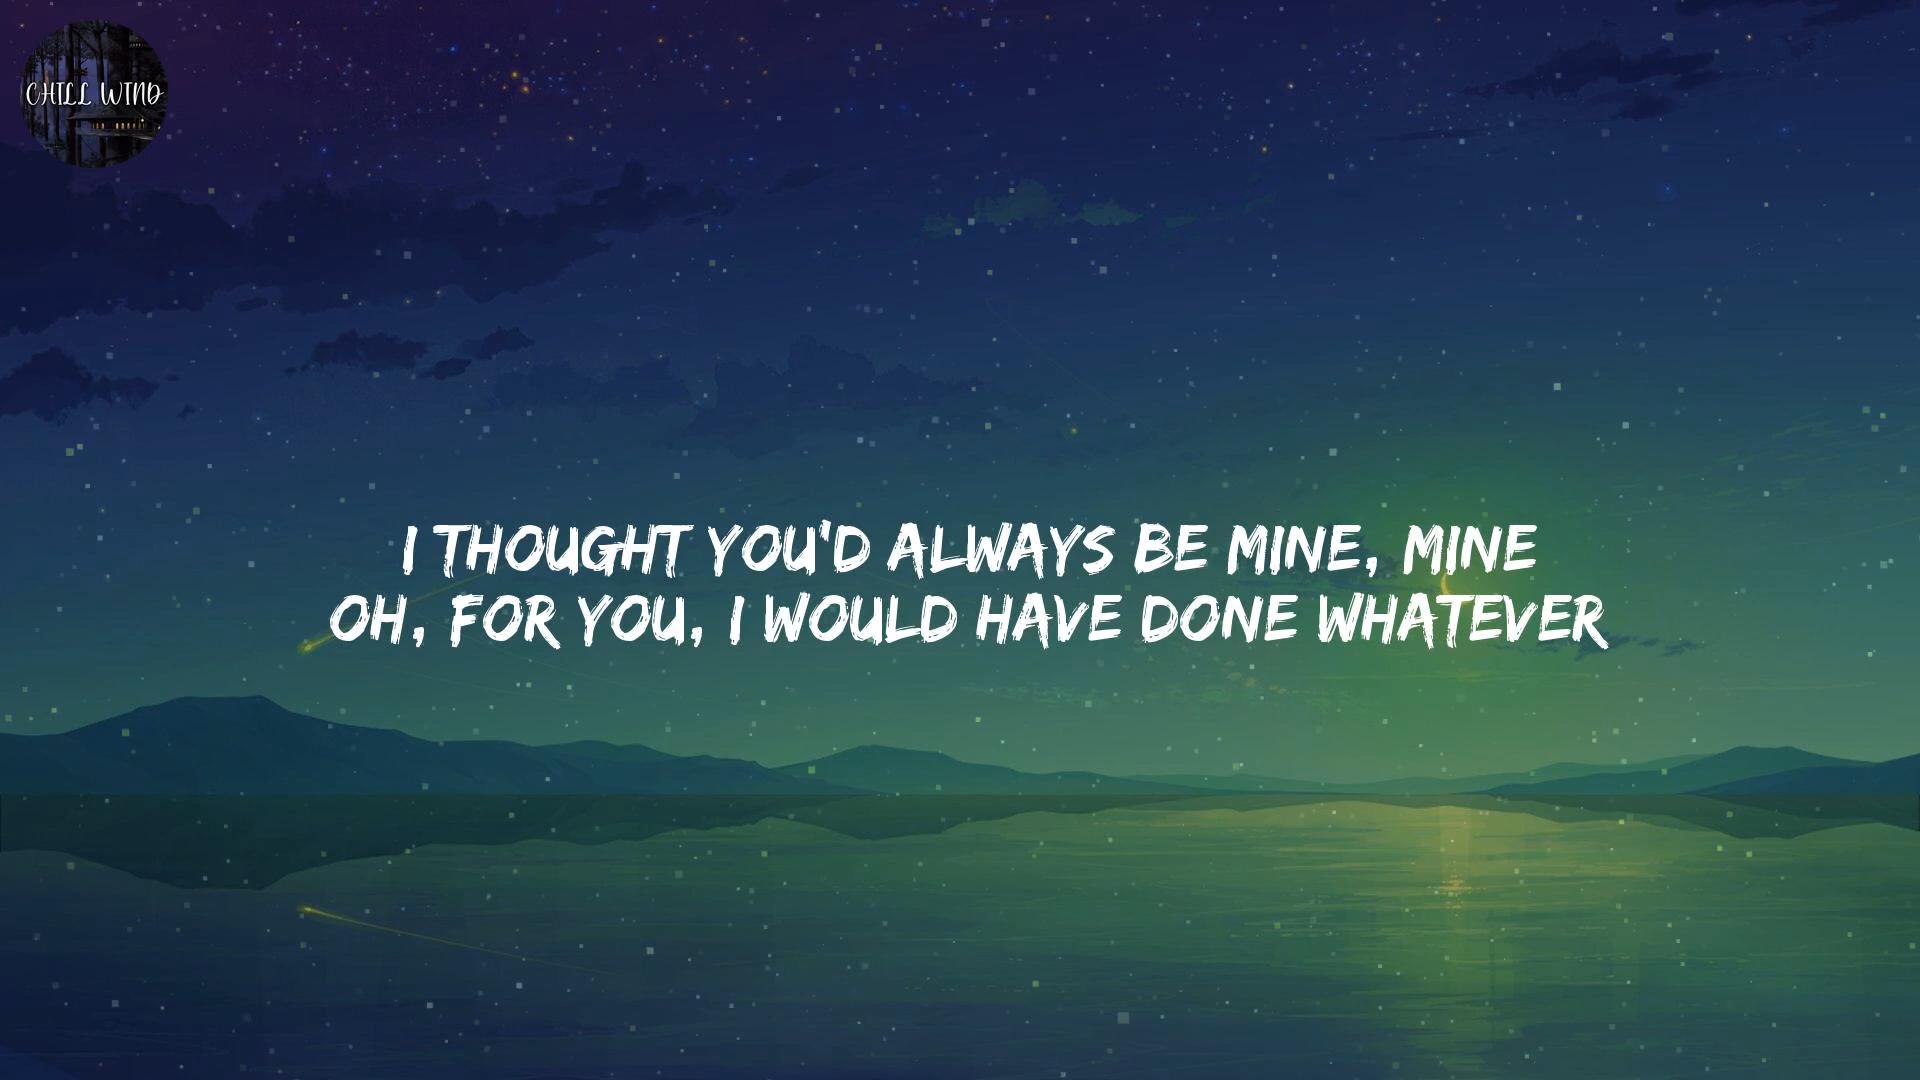 CHILL WIND
I THOUGHT YOU'D ALWAYS BE MINE, MINE
OH, FOR YOU, I WOULD HAVE DONE WHATEVER